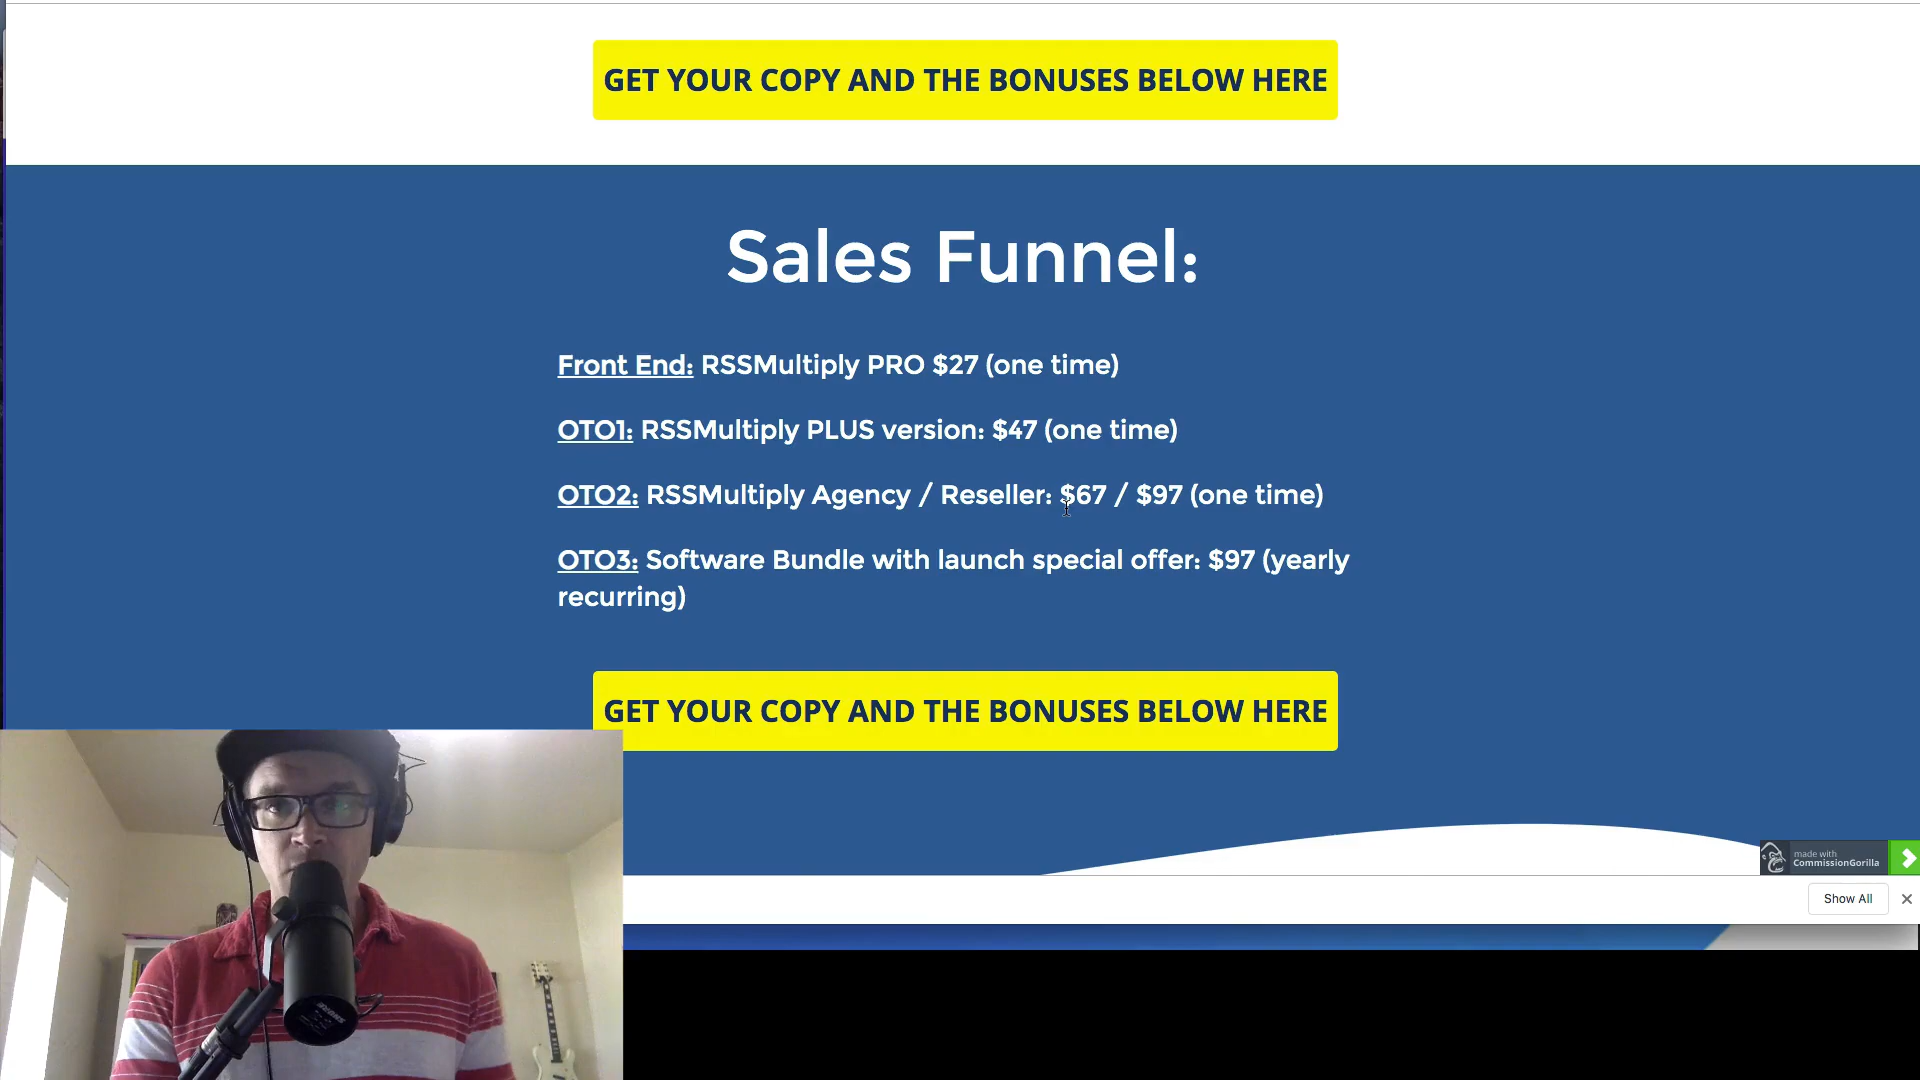 GET YOUR COPY AND THE BONUSES BELOW HERE
Sales Funnel:
Front End: RSSMultiply PRO $27 (one time)
OTO1: RSSMultiply PLUS version: $47 (one time)
OTO2: RSSMultiply Agency / Reseller: $67 / $97 (one time)
OTO3: Software Bundle with launch special offer: $97 (yearly
recurring)
GET YOUR COPY AND THE BONUSES BELOW HERE
made with
CommissionGorilla
Show All